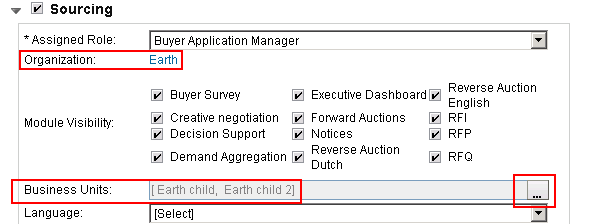 Sourcing
* Assigned Role: Buyer Application Manager
Organization: Earth
Module Visibility:
Buyer Survey Executive Dashboard Reverse Auction English
Creative negotiation Forward Auctions RFI
Decision Support Notices RFP
Demand Aggregation Reverse Auction Dutch RFQ
Business Units: [ Earth child, Earth child 2] ...
Language: [Select]